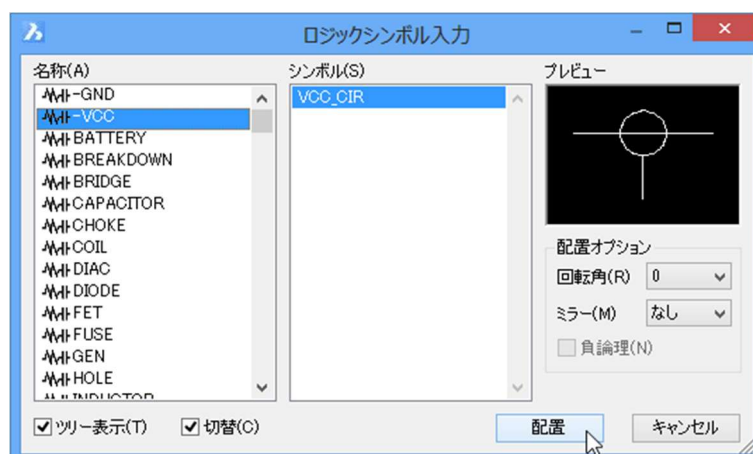 ロジックシンボル入力
名称(A)
-GND
-VCC
BATTERY
BREAKDOWN
BRIDGE
CAPACITOR
CHOKE
COIL
DIAC
DIODE
FET
FUSE
GEN
HOLE
INDUCTOR
シンボル(S)
VCC_CIR
プレビュー
配置オプション
回転角(R) 0
ミラー(M) なし
負論理(N)
ツリー表示(T) 切替(C)
配置 キャンセル